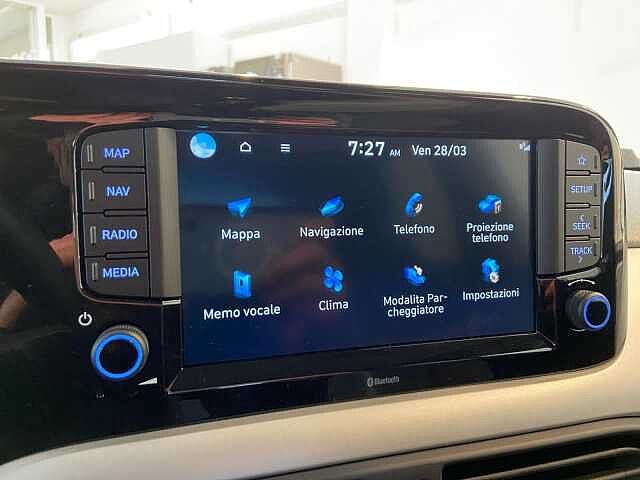 7:27 AM Ven 28/03
MAP
NAV
RADIO
MEDIA
Mappa
Navigazione
Telefono
Proiezione
telefono
Memo vocale
Clima
Modalita Par-
cheggiatore
Impostazioni
SETUP
SEEK
TRACK
Bluetooth